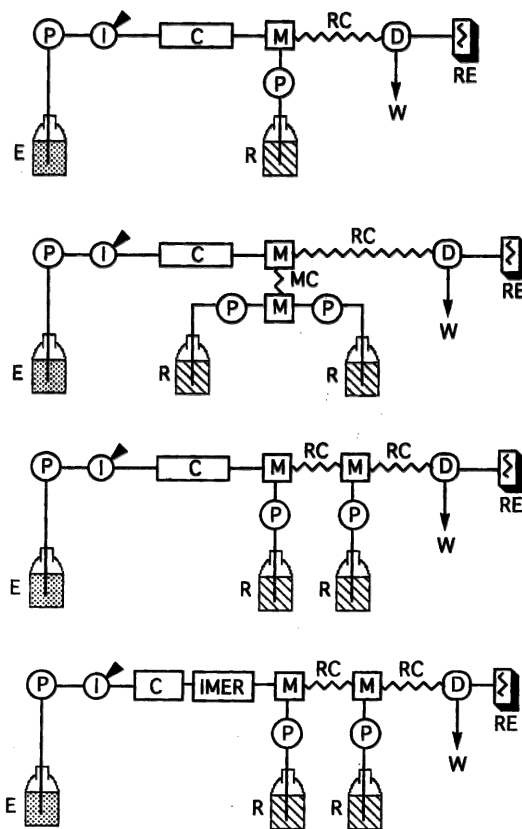 P I C M RC D RE
P W
E R
P I C M RC D RE
MC
P M P W
E R R
P I C M RC M RC D RE
P P W
E R R
P I C IMER M RC M RC D RE
P P W
E R R